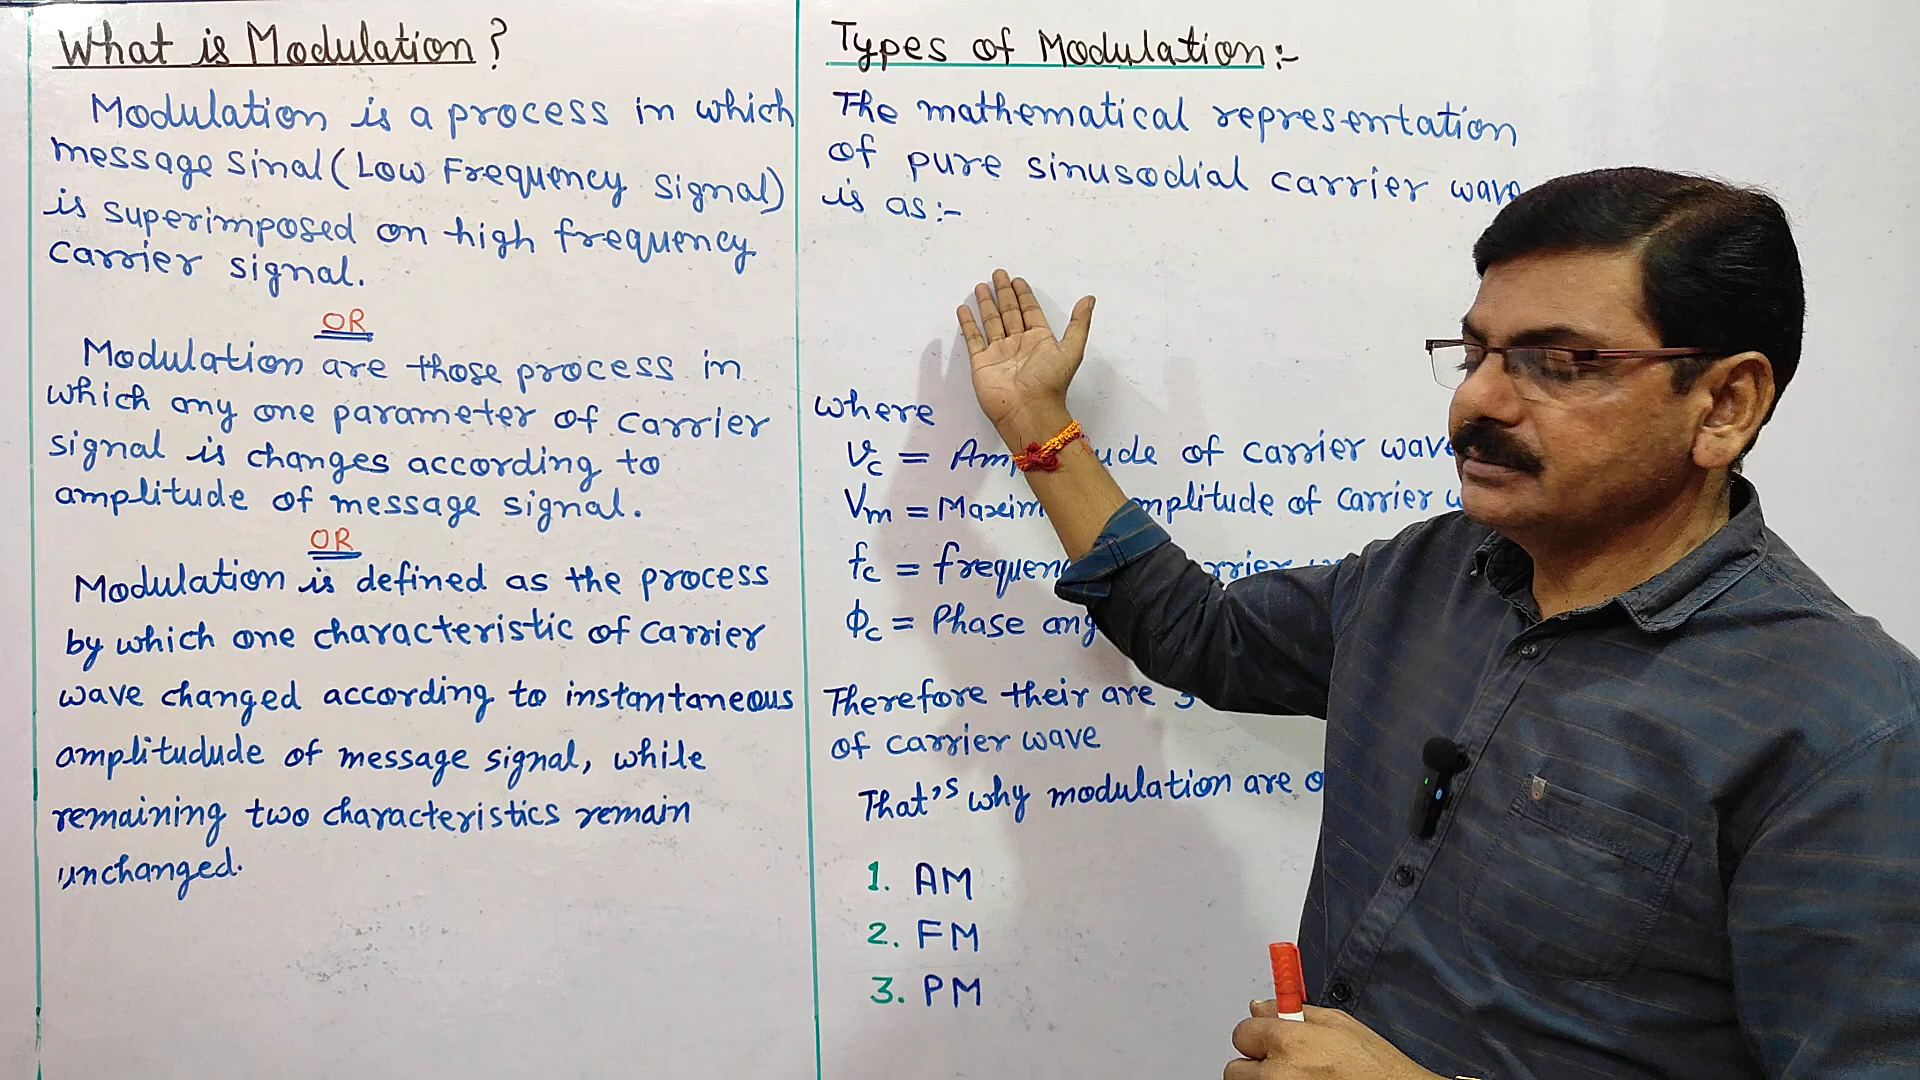 What is Modulation?
Modulation is a process in which
message sinal (Low Frequency signal)
is superimposed on high frequency
carrier signal.
OR
Modulation are those process in
which any one parameter of carrier
signal is changes according to
amplitude of message signal.
OR
Modulation is defined as the process
by which one characteristic of carrier
wave changed according to instantaneous
amplitudude of message signal, while
remaining two characteristics remain
unchanged.
Types of Modulation:-
The mathematical representation
of pure sinusodial carrier wave
is as:-
where
vc = of carrier wave
Vm = of carrier
fc =
ϕc = Phase
Therefore their are 3
of carrier wave
That's why modulation are
1. AM
2. FM
3. PM